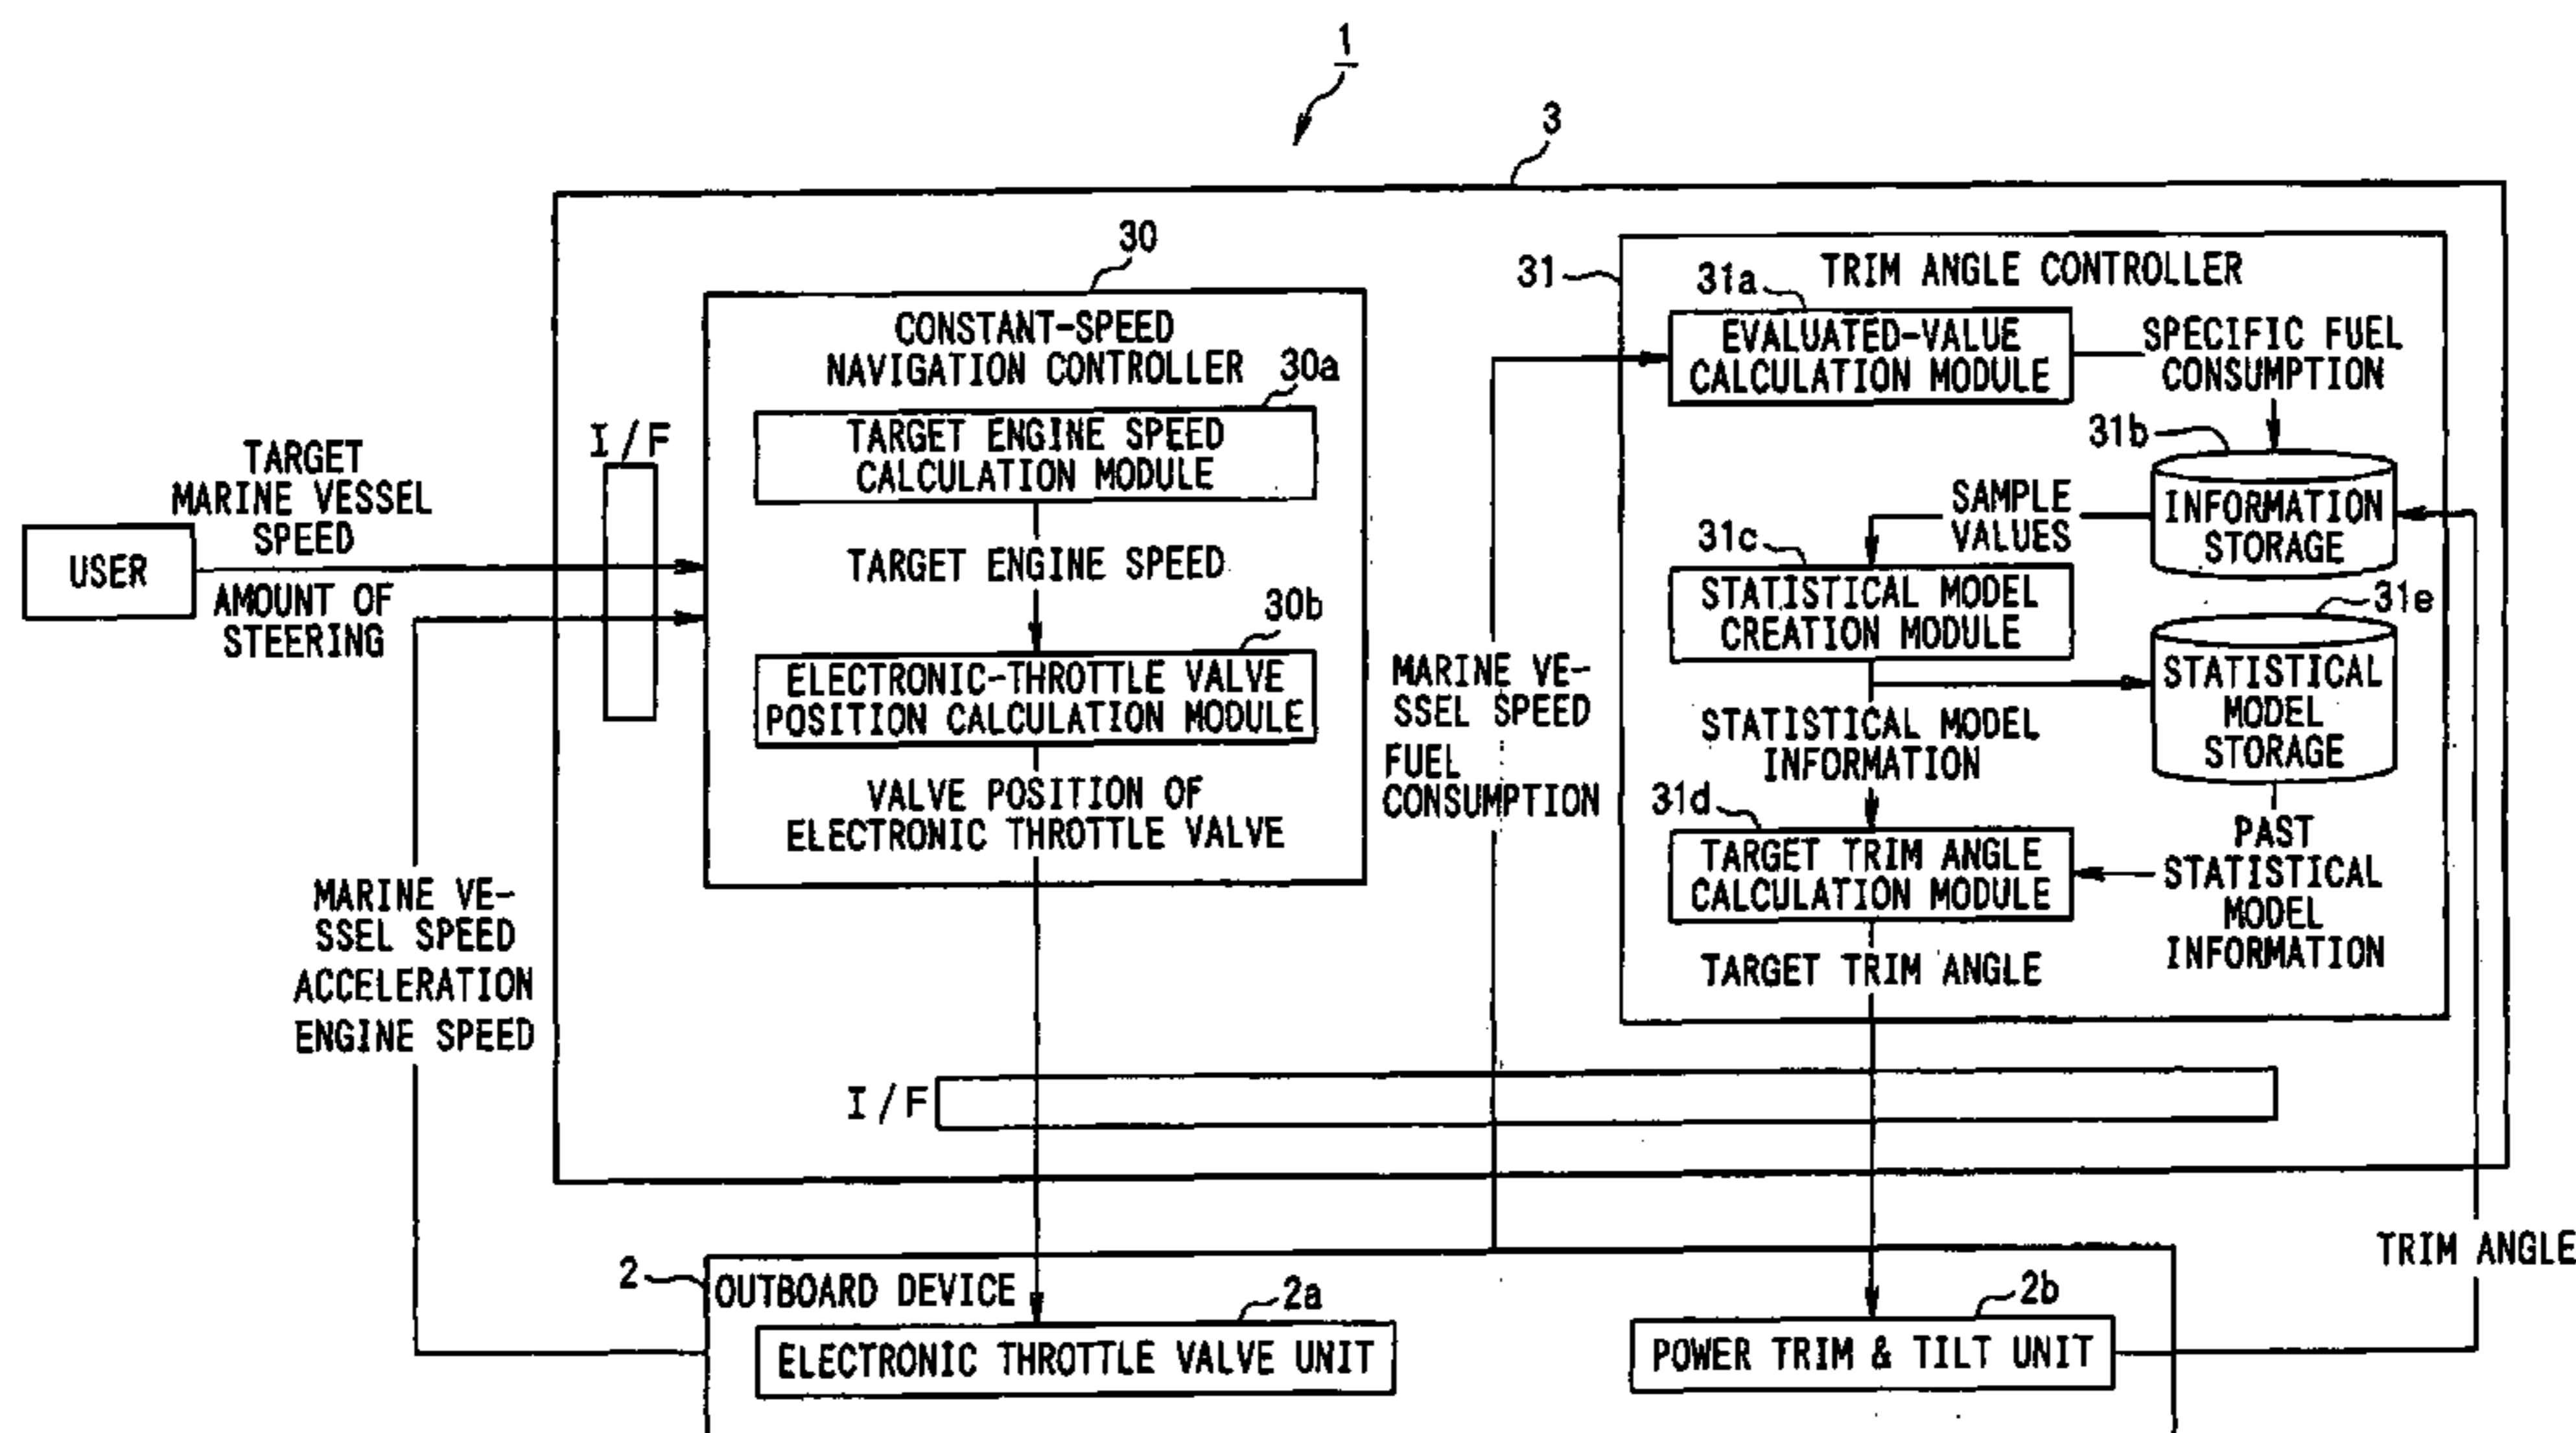 1
3
30
CONSTANT-SPEED
NAVIGATION CONTROLLER
30a
TARGET ENGINE SPEED
CALCULATION MODULE
TARGET ENGINE SPEED
30b
ELECTRONIC-THROTTLE VALVE
POSITION CALCULATION MODULE
VALVE POSITION OF
ELECTRONIC THROTTLE VALVE
I/F
TARGET
MARINE VESSEL
SPEED
USER
AMOUNT OF
STEERING
MARINE VE-
SSEL SPEED
ACCELERATION
ENGINE SPEED
31
TRIM ANGLE CONTROLLER
31a
EVALUATED-VALUE
CALCULATION MODULE
SPECIFIC FUEL
CONSUMPTION
31b
INFORMATION
STORAGE
SAMPLE
VALUES
31c
STATISTICAL MODEL
CREATION MODULE
31e
STATISTICAL
MODEL
STORAGE
STATISTICAL MODEL
INFORMATION
MARINE VE-
SSEL SPEED
FUEL
CONSUMPTION
31d
TARGET TRIM ANGLE
CALCULATION MODULE
PAST
STATISTICAL
MODEL
INFORMATION
TARGET TRIM ANGLE
I/F
TRIM ANGLE
2
OUTBOARD DEVICE
2a
ELECTRONIC THROTTLE VALVE UNIT
2b
POWER TRIM & TILT UNIT